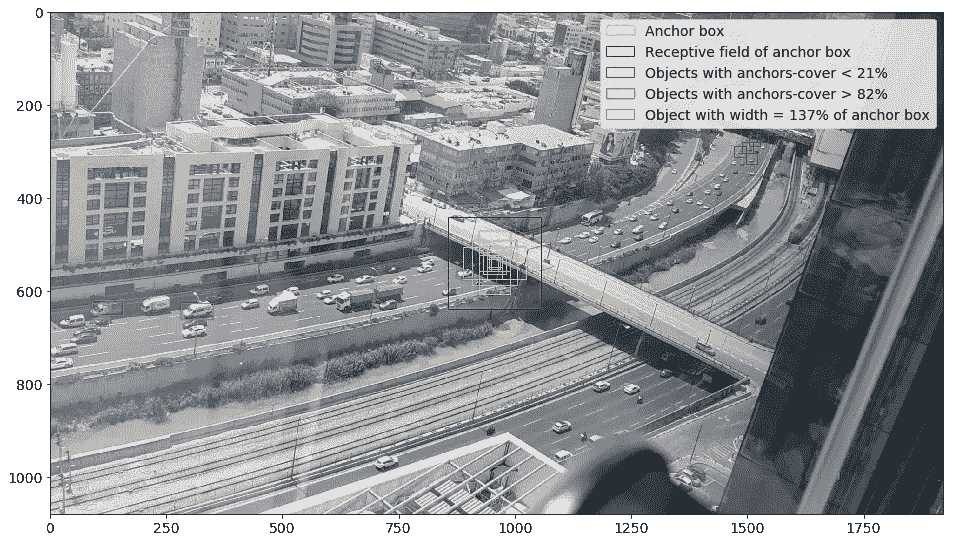 Anchor box
Receptive field of anchor box
Objects with anchors-cover < 21%
Objects with anchors-cover > 82%
Object with width = 137% of anchor box
0
200
400
600
800
1000
0 250 500 750 1000 1250 1500 1750